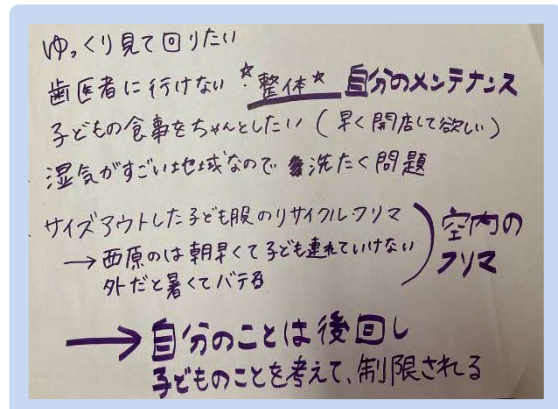 ゆっくり見て回りたい
歯医者に行けない・☆整体☆ 自分のメンテナンス
子どもの食事をちゃんとしたい（早く開店して欲しい）
湿気がすごい地域なので 洗たく問題
サイズアウトした子ども服のリサイクル・フリマ
→西原のは朝早くて子ども連れていけない
外だと暑くてバテる
空内の
フリマ
→自分のことは後回し
子どものことを考えて、制限される